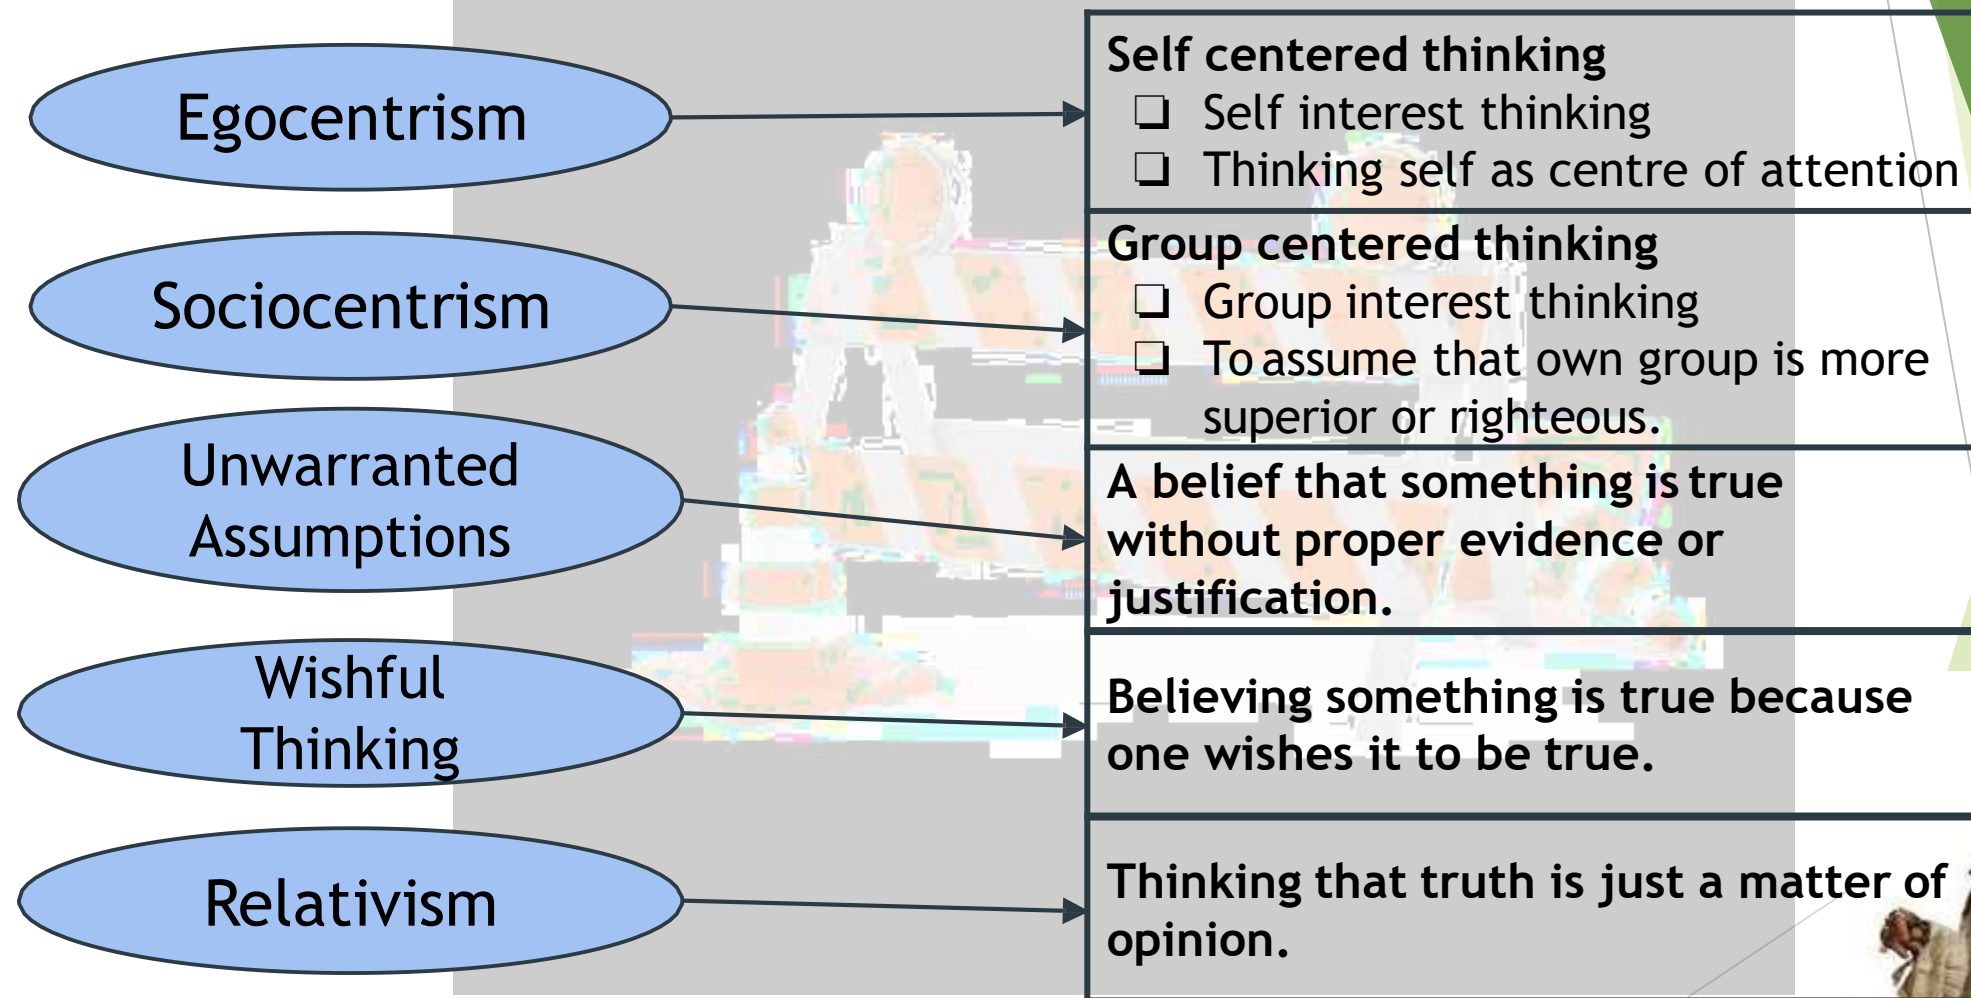 Egocentrism
Self centered thinking
❏ Self interest thinking
❏ Thinking self as centre of attention
Sociocentrism
Group centered thinking
❏ Group interest thinking
❏ To assume that own group is more
superior or righteous.
Unwarranted
Assumptions
A belief that something is true
without proper evidence or
justification.
Wishful
Thinking
Believing something is true because
one wishes it to be true.
Relativism
Thinking that truth is just a matter of
opinion.